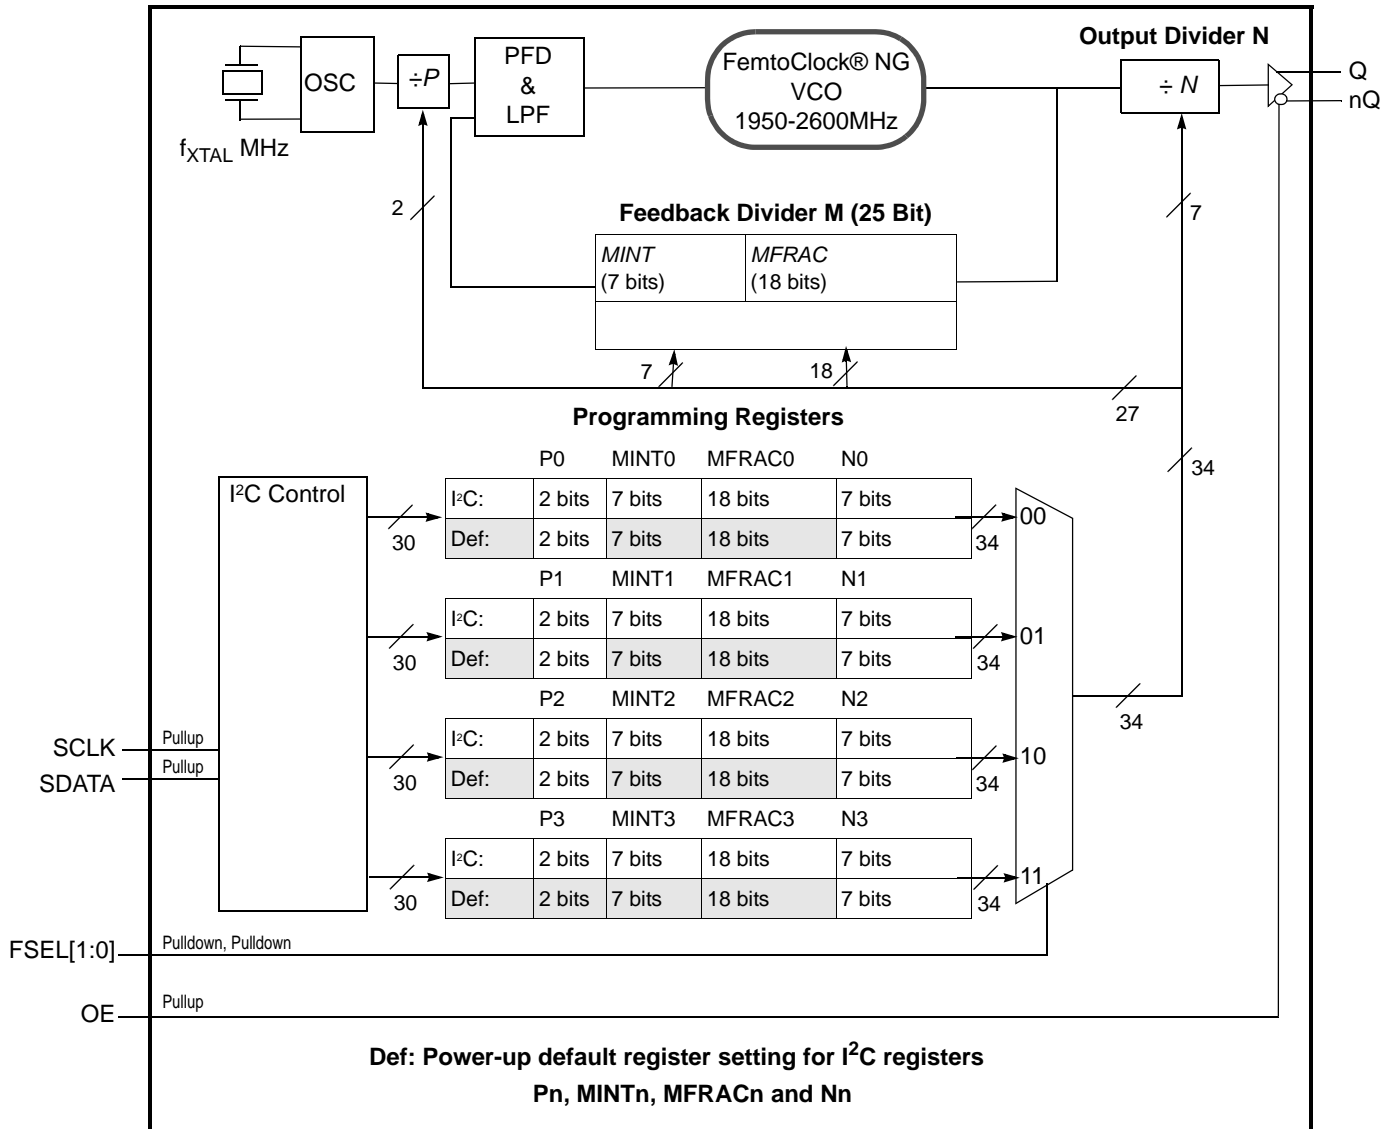 Output Divider N
OSC
÷P
PFD
&
LPF
FemtoClock® NG
VCO
1950-2600MHz
÷ N
Q
nQ
fXTAL MHz
2
7
Feedback Divider M (25 Bit)
MINT
(7 bits)
MFRAC
(18 bits)
7
18
27
34
Programming Registers
I²C Control
P0 MINT0 MFRAC0 N0
I²C: 2 bits 7 bits 18 bits 7 bits
Def: 2 bits 7 bits 18 bits 7 bits
30
34
00
P1 MINT1 MFRAC1 N1
I²C: 2 bits 7 bits 18 bits 7 bits
Def: 2 bits 7 bits 18 bits 7 bits
30
34
01
P2 MINT2 MFRAC2 N2
I²C: 2 bits 7 bits 18 bits 7 bits
Def: 2 bits 7 bits 18 bits 7 bits
30
34
10
34
P3 MINT3 MFRAC3 N3
I²C: 2 bits 7 bits 18 bits 7 bits
Def: 2 bits 7 bits 18 bits 7 bits
30
34
11
SCLK Pullup
SDATA Pullup
FSEL[1:0] Pulldown, Pulldown
OE Pullup
Def: Power-up default register setting for I²C registers
Pn, MINTn, MFRACn and Nn